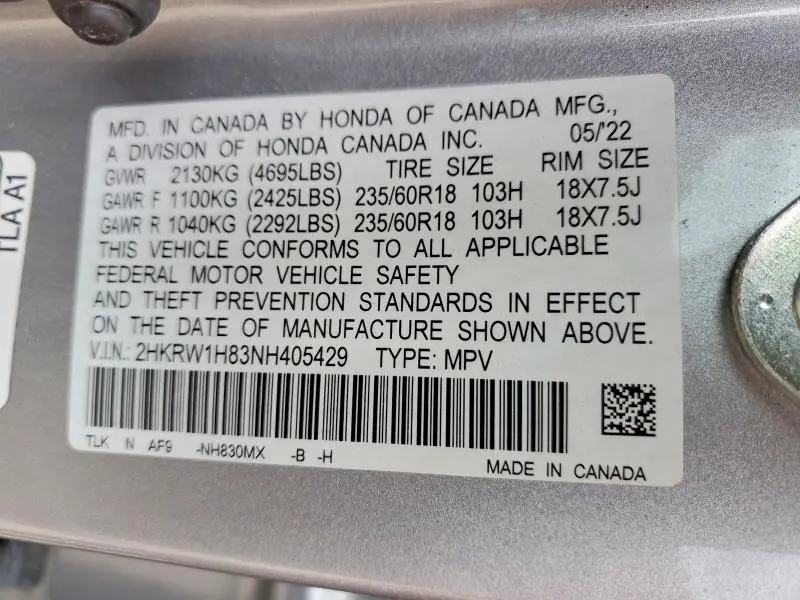 MFD. IN CANADA BY HONDA OF CANADA MFG.,
A DIVISION OF HONDA CANADA INC. 05/'22
GVWR 2130KG (4695LBS) TIRE SIZE RIM SIZE
GAWR F 1100KG (2425LBS) 235/60R18 103H 18X7.5J
GAWR R 1040KG (2292LBS) 235/60R18 103H 18X7.5J
THIS VEHICLE CONFORMS TO ALL APPLICABLE
FEDERAL MOTOR VEHICLE SAFETY
AND THEFT PREVENTION STANDARDS IN EFFECT
ON THE DATE OF MANUFACTURE SHOWN ABOVE.
V.I.N.: 2HKRW1H83NH405429 TYPE: MPV
TLK IN AF9 -NH830MX -B -H
MADE IN CANADA
TLA A1